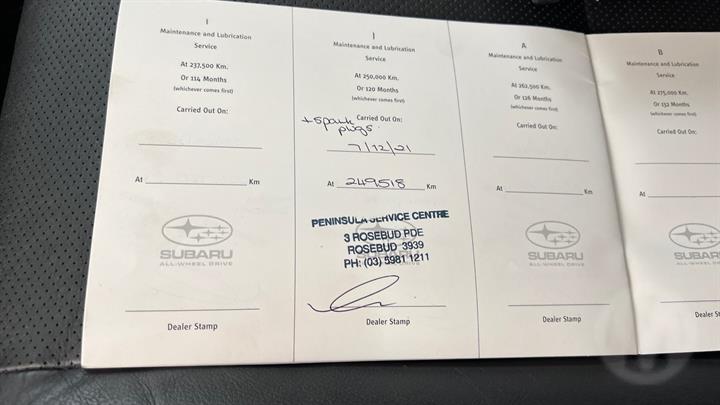 I
Maintenance and Lubrication
Service
At 237,500 Km.
Or 114 Months
(whichever comes first)
Carried Out On:
At Km
SUBARU
ALL-WHEEL DRIVE
Dealer Stamp
J
Maintenance and Lubrication
Service
At 250,000 Km.
Or 120 Months
(whichever comes first)
Carried Out On:
+ spark
plugs.
7/12/21
At 249518 Km
PENINSULA SERVICE CENTRE
3 ROSEBUD PDE
ROSEBUD 3939
PH: (03) 5981 1211
Dealer Stamp
A
Maintenance and Lubrication
Service
At 262,500 Km.
Or 126 Months
(whichever comes first)
Carried Out On:
At Km
SUBARU
ALL-WHEEL DRIVE
Dealer Stamp
B
Maintenance and Lubrication
Service
At 275,000 Km.
Or 132 Months
(whichever comes first)
Carried Out On:
At
SUBARU
ALL-WHEEL DRIVE
Dealer St